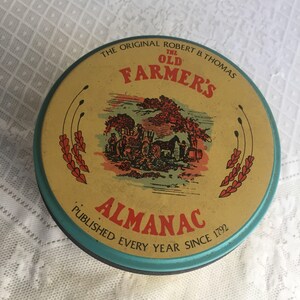 THE ORIGINAL ROBERT B. THOMAS
THE
OLD
FARMER'S
ALMANAC
PUBLISHED EVERY YEAR SINCE 1792